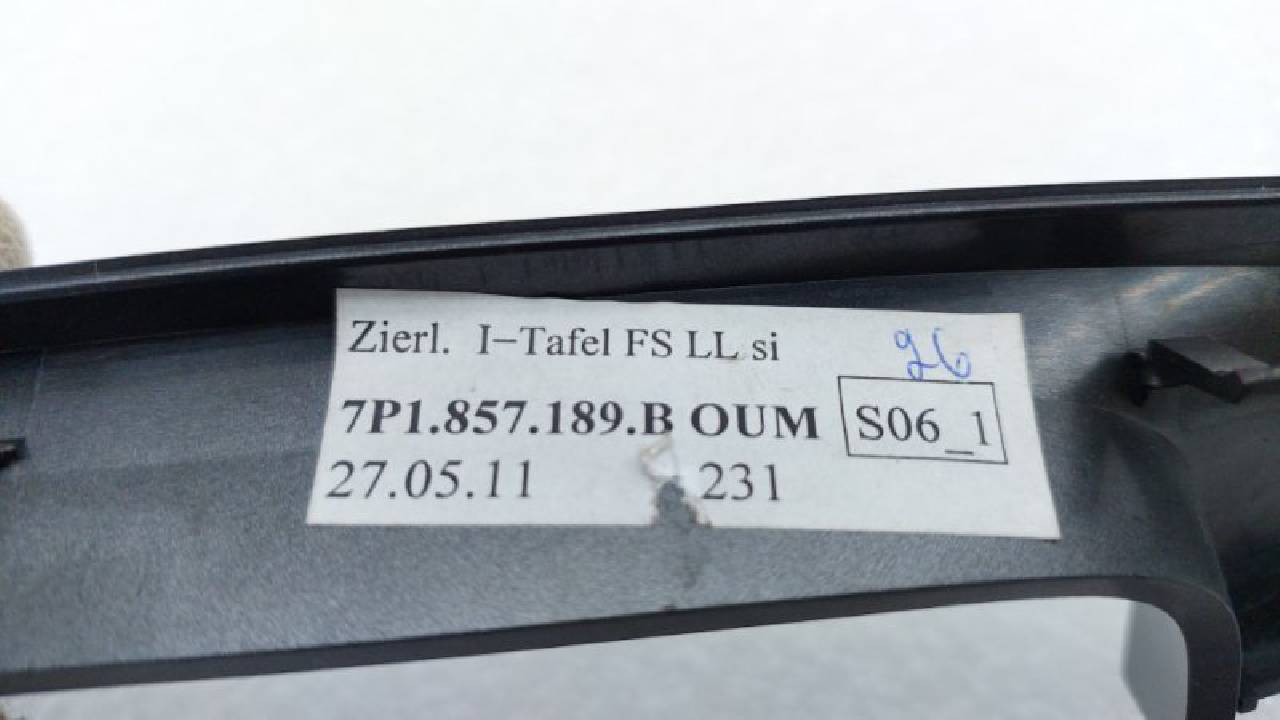 Zierl. I-Tafel FS LL si
26
7P1.857.189.B OUM
S06_1
27.05.11 231